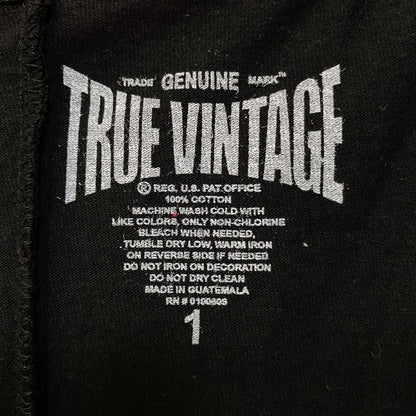 TRADE GENUINE MARK™
TRUE VINTAGE
® REG. U.S. PAT. OFFICE
100% COTTON
MACHINE WASH COLD WITH
LIKE COLORS, ONLY NON-CHLORINE
BLEACH WHEN NEEDED,
TUMBLE DRY LOW, WARM IRON
ON REVERSE SIDE IF NEEDED
DO NOT IRON ON DECORATION
DO NOT DRY CLEAN
MADE IN GUATEMALA
RN # 0100609
1